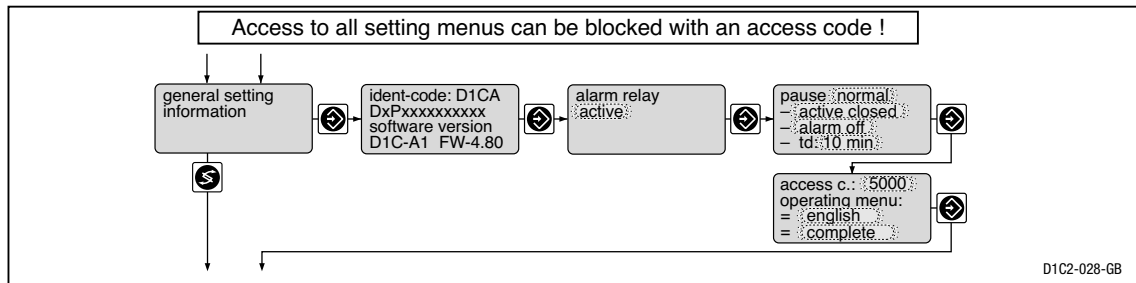 Access to all setting menus can be blocked with an access code !
general setting
information
ident-code: D1CA
DxPxxxxxxxxxx
software version
D1C-A1 FW-4.80
alarm relay
active
pause normal
– active closed
– alarm off
– td: 10 min.
access c.: 5000
operating menu:
= english
= complete
D1C2-028-GB